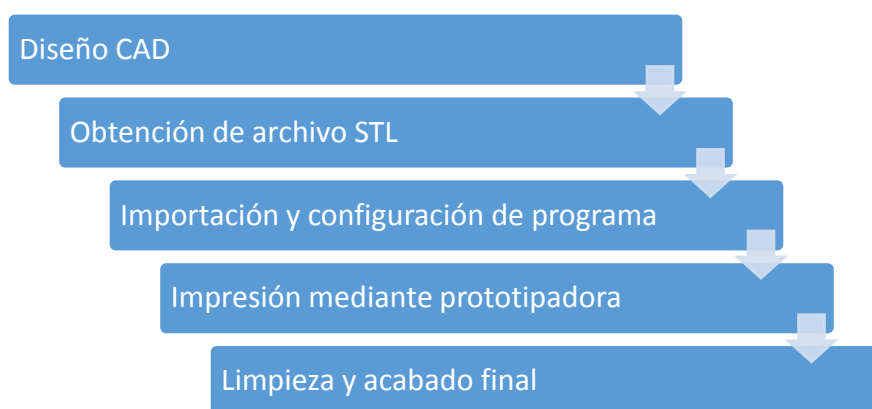 Diseño CAD
Obtención de archivo STL
Importación y configuración de programa
Impresión mediante prototipadora
Limpieza y acabado final